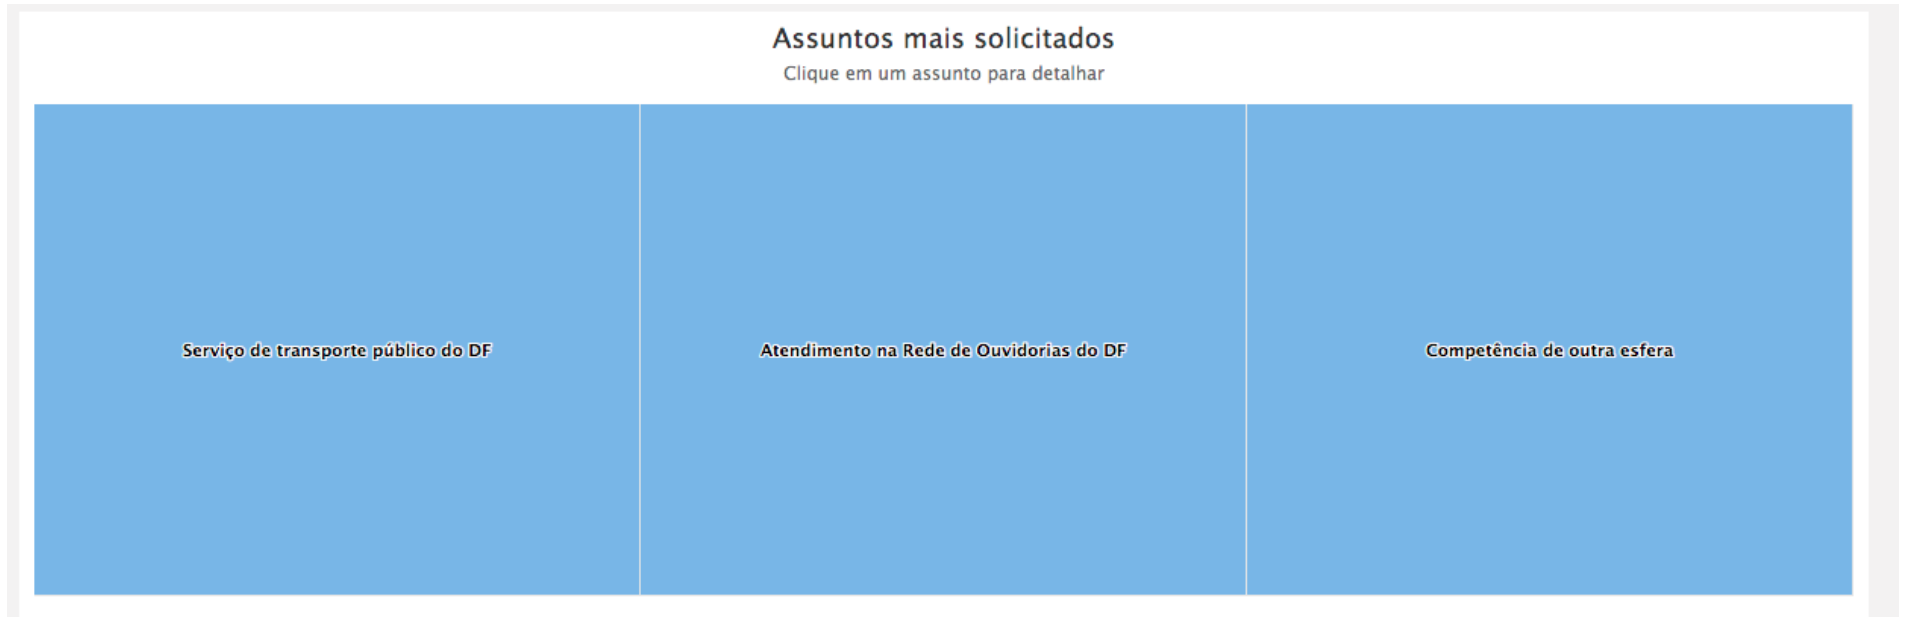 Assuntos mais solicitados
Clique em um assunto para detalhar
Serviço de transporte público do DF
Atendimento na Rede de Ouvidorias do DF
Competência de outra esfera